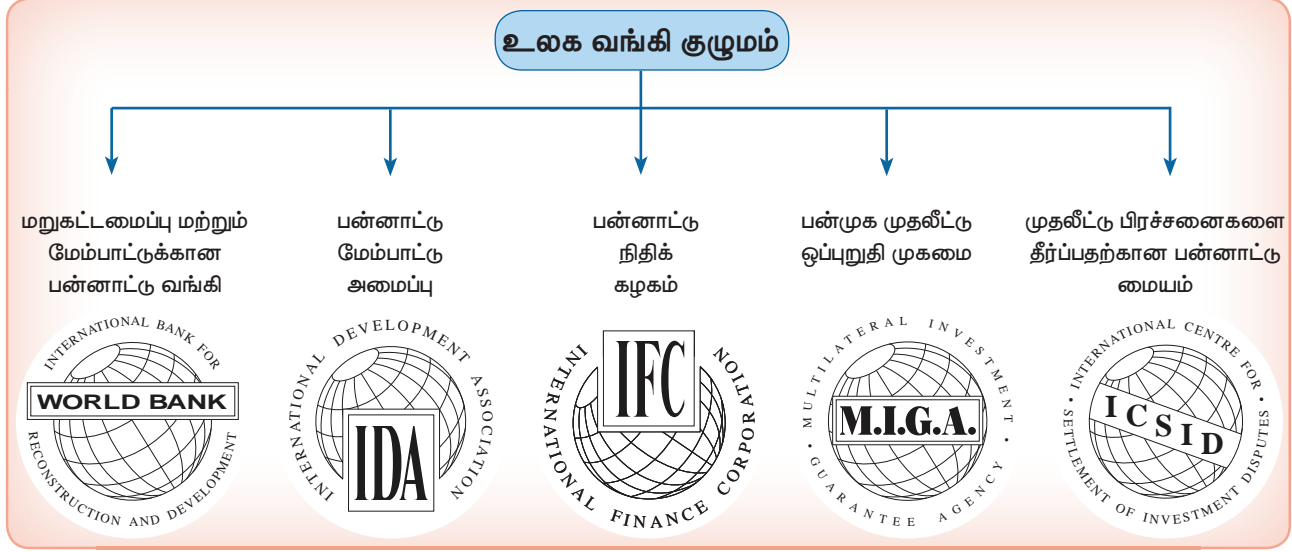 உலக வங்கி குழுமம்
மறுகட்டமைப்பு மற்றும்
மேம்பாட்டுக்கான
பன்னாட்டு வங்கி
பன்னாட்டு
மேம்பாட்டு
அமைப்பு
பன்னாட்டு
நிதிக்
கழகம்
பன்முக முதலீட்டு
ஒப்புறுதி முகமை
முதலீட்டு பிரச்சனைகளை
தீர்ப்பதற்கான பன்னாட்டு
மையம்
INTERNATIONAL BANK FOR
WORLD BANK
RECONSTRUCTION AND DEVELOPMENT
INTERNATIONAL DEVELOPMENT ASSOCIATION
IDA
IFC
INTERNATIONAL FINANCE CORPORATION
MULTILATERAL INVESTMENT
M.I.G.A.
• GUARANTEE AGENCY •
• INTERNATIONAL CENTRE FOR •
ICSID
SETTLEMENT OF INVESTMENT DISPUTES